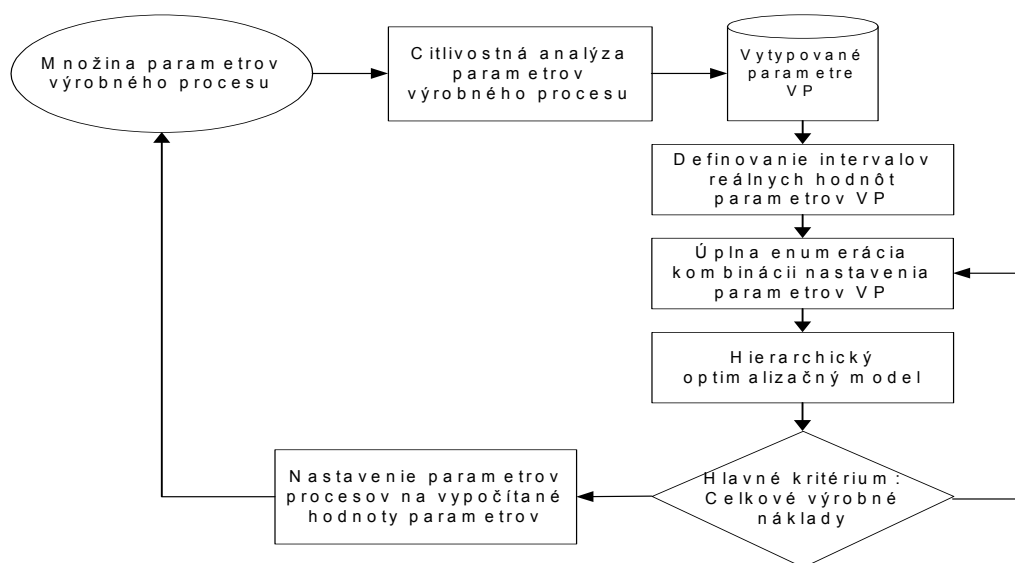 Množina parametrov
výrobného procesu
Citlivostná analýza
parametrov
výrobného procesu
Vytypované
parametre
VP
Definovanie intervalov
reálnych hodnôt
parametrov VP
Úplna enumerácia
kombinácii nastavenia
parametrov VP
Hierarchický
optimalizačný model
Hlavné kritérium:
Celkové výrobné
náklady
Nastavenie parametrov
procesov na vypočítané
hodnoty parametrov